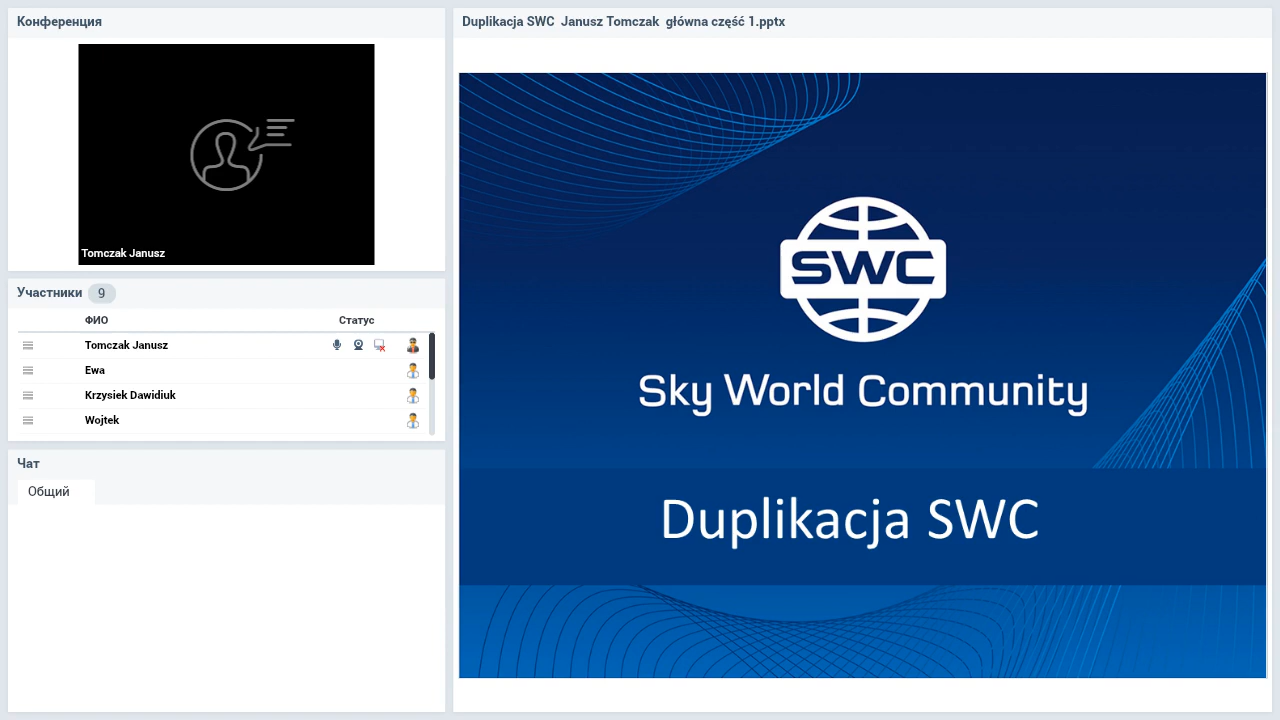 Конференция
Tomczak Janusz
Участники 9
ФИО Статус
Tomczak Janusz
Ewa
Krzysiek Dawidiuk
Wojtek
Чат
Общий
Duplikacja SWC Janusz Tomczak główna część 1.pptx
SWC
Sky World Community
Duplikacja SWC